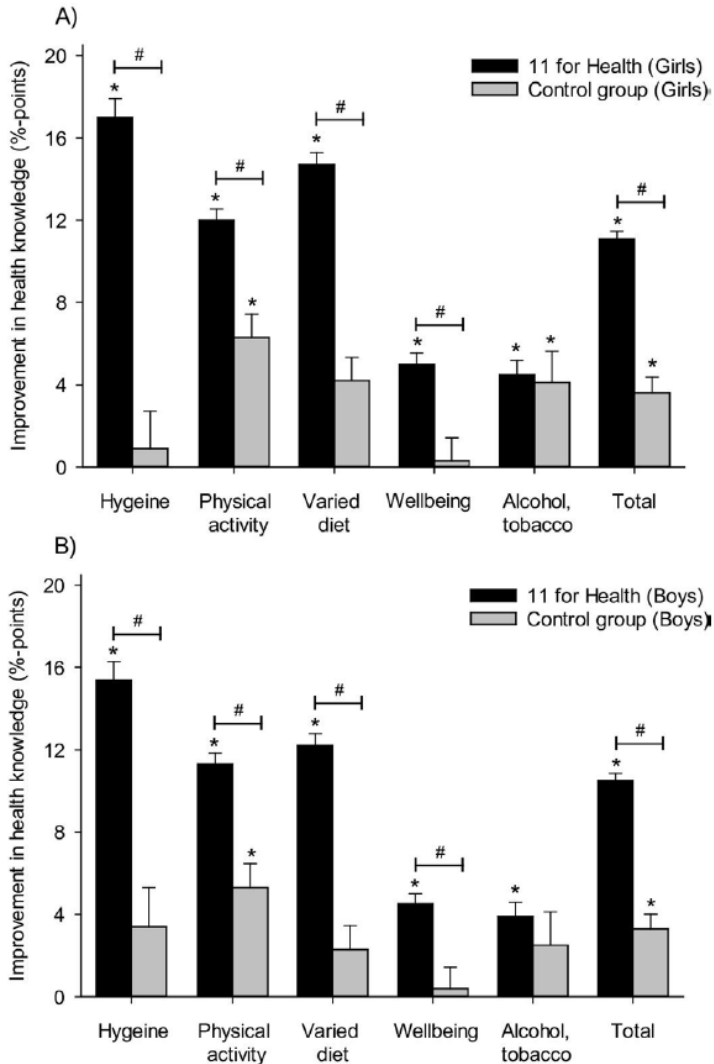 A)
Improvement in health knowledge (%-points)
20
16
12
8
4
0
11 for Health (Girls)
Control group (Girls)
#
*
#
*
*
#
*
#
*
*
*
#
*
*
Hygeine
Physical
activity
Varied
diet
Wellbeing
Alcohol,
tobacco
Total
B)
Improvement in health knowledge (%-points)
20
16
12
8
4
0
11 for Health (Boys)
Control group (Boys)
#
*
#
*
*
#
*
#
*
*
#
*
*
Hygeine
Physical
activity
Varied
diet
Wellbeing
Alcohol,
tobacco
Total